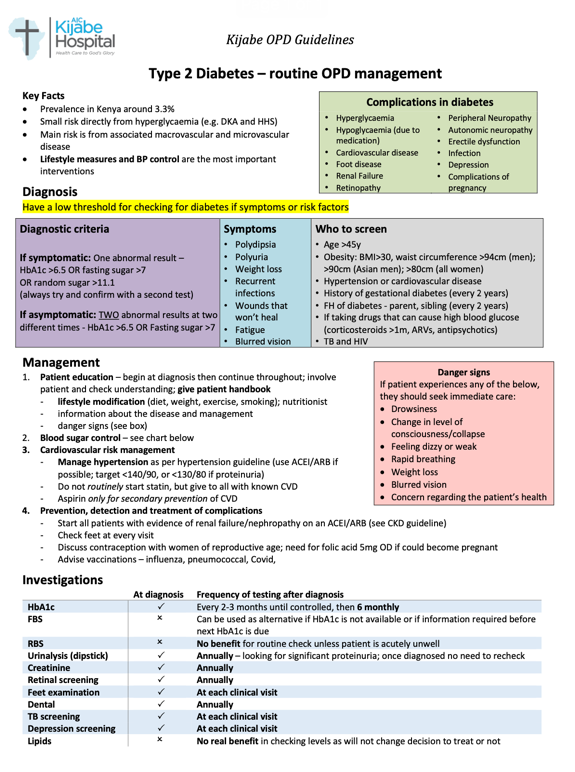 AIC
Kijabe
Hospital
Health Care to God's Glory
Kijabe OPD Guidelines
Type 2 Diabetes – routine OPD management
Key Facts
• Prevalence in Kenya around 3.3%
• Small risk directly from hyperglycaemia (e.g. DKA and HHS)
• Main risk is from associated macrovascular and microvascular
disease
• Lifestyle measures and BP control are the most important
interventions
Complications in diabetes
• Hyperglycaemia
• Hypoglycaemia (due to
medication)
• Cardiovascular disease
• Foot disease
• Renal Failure
• Retinopathy
• Peripheral Neuropathy
• Autonomic neuropathy
• Erectile dysfunction
• Infection
• Depression
• Complications of
pregnancy
Diagnosis
Have a low threshold for checking for diabetes if symptoms or risk factors
Diagnostic criteria
If symptomatic: One abnormal result –
HbA1c >6.5 OR fasting sugar >7
OR random sugar >11.1
(always try and confirm with a second test)
If asymptomatic: TWO abnormal results at two
different times - HbA1c >6.5 OR Fasting sugar >7
Symptoms
• Polydipsia
• Polyuria
• Weight loss
• Recurrent
infections
• Wounds that
won't heal
• Fatigue
• Blurred vision
Who to screen
• Age >45y
• Obesity: BMI>30, waist circumference >94cm (men);
>90cm (Asian men); >80cm (all women)
• Hypertension or cardiovascular disease
• History of gestational diabetes (every 2 years)
• FH of diabetes - parent, sibling (every 2 years)
• If taking drugs that can cause high blood glucose
(corticosteroids >1m, ARVs, antipsychotics)
• TB and HIV
Management
1. Patient education – begin at diagnosis then continue throughout; involve
patient and check understanding; give patient handbook
- lifestyle modification (diet, weight, exercise, smoking); nutritionist
- information about the disease and management
- danger signs (see box)
2. Blood sugar control – see chart below
3. Cardiovascular risk management
- Manage hypertension as per hypertension guideline (use ACEI/ARB if
possible; target <140/90, or <130/80 if proteinuria)
- Do not routinely start statin, but give to all with known CVD
- Aspirin only for secondary prevention of CVD
4. Prevention, detection and treatment of complications
- Start all patients with evidence of renal failure/nephropathy on an ACEI/ARB (see CKD guideline)
- Check feet at every visit
- Discuss contraception with women of reproductive age; need for folic acid 5mg OD if could become pregnant
- Advise vaccinations – influenza, pneumococcal, Covid,
Danger signs
If patient experiences any of the below,
they should seek immediate care:
• Drowsiness
• Change in level of
consciousness/collapse
• Feeling dizzy or weak
• Rapid breathing
• Weight loss
• Blurred vision
• Concern regarding the patient's health
Investigations
At diagnosis Frequency of testing after diagnosis
HbA1c ✓ Every 2-3 months until controlled, then 6 monthly
FBS × Can be used as alternative if HbA1c is not available or if information required before
next HbA1c is due
RBS × No benefit for routine check unless patient is acutely unwell
Urinalysis (dipstick) ✓ Annually – looking for significant proteinuria; once diagnosed no need to recheck
Creatinine ✓ Annually
Retinal screening ✓ Annually
Feet examination ✓ At each clinical visit
Dental ✓ Annually
TB screening ✓ At each clinical visit
Depression screening ✓ At each clinical visit
Lipids × No real benefit in checking levels as will not change decision to treat or not